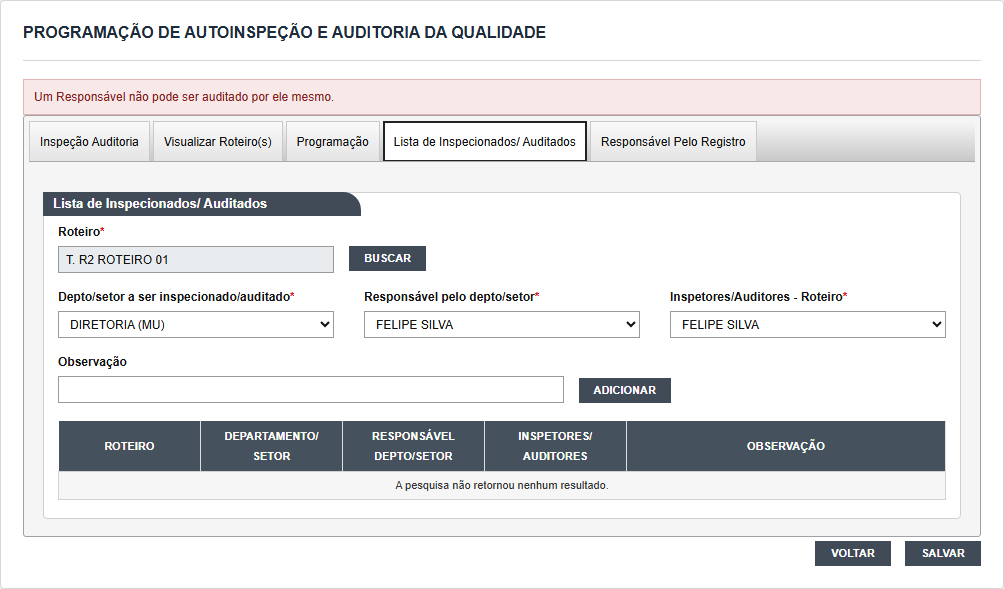 PROGRAMAÇÃO DE AUTOINSPEÇÃO E AUDITORIA DA QUALIDADE
Um Responsável não pode ser auditado por ele mesmo.
Inspeção Auditoria
Visualizar Roteiro(s)
Programação
Lista de Inspecionados/ Auditados
Responsável Pelo Registro
Lista de Inspecionados/ Auditados
Roteiro*
T. R2 ROTEIRO 01
BUSCAR
Depto/setor a ser inspecionado/auditado*
Responsável pelo depto/setor*
Inspetores/Auditores - Roteiro*
DIRETORIA (MU)
FELIPE SILVA
FELIPE SILVA
Observação
ADICIONAR
ROTEIRO
DEPARTAMENTO/
SETOR
RESPONSÁVEL
DEPTO/SETOR
INSPETORES/
AUDITORES
OBSERVAÇÃO
A pesquisa não retornou nenhum resultado.
VOLTAR
SALVAR